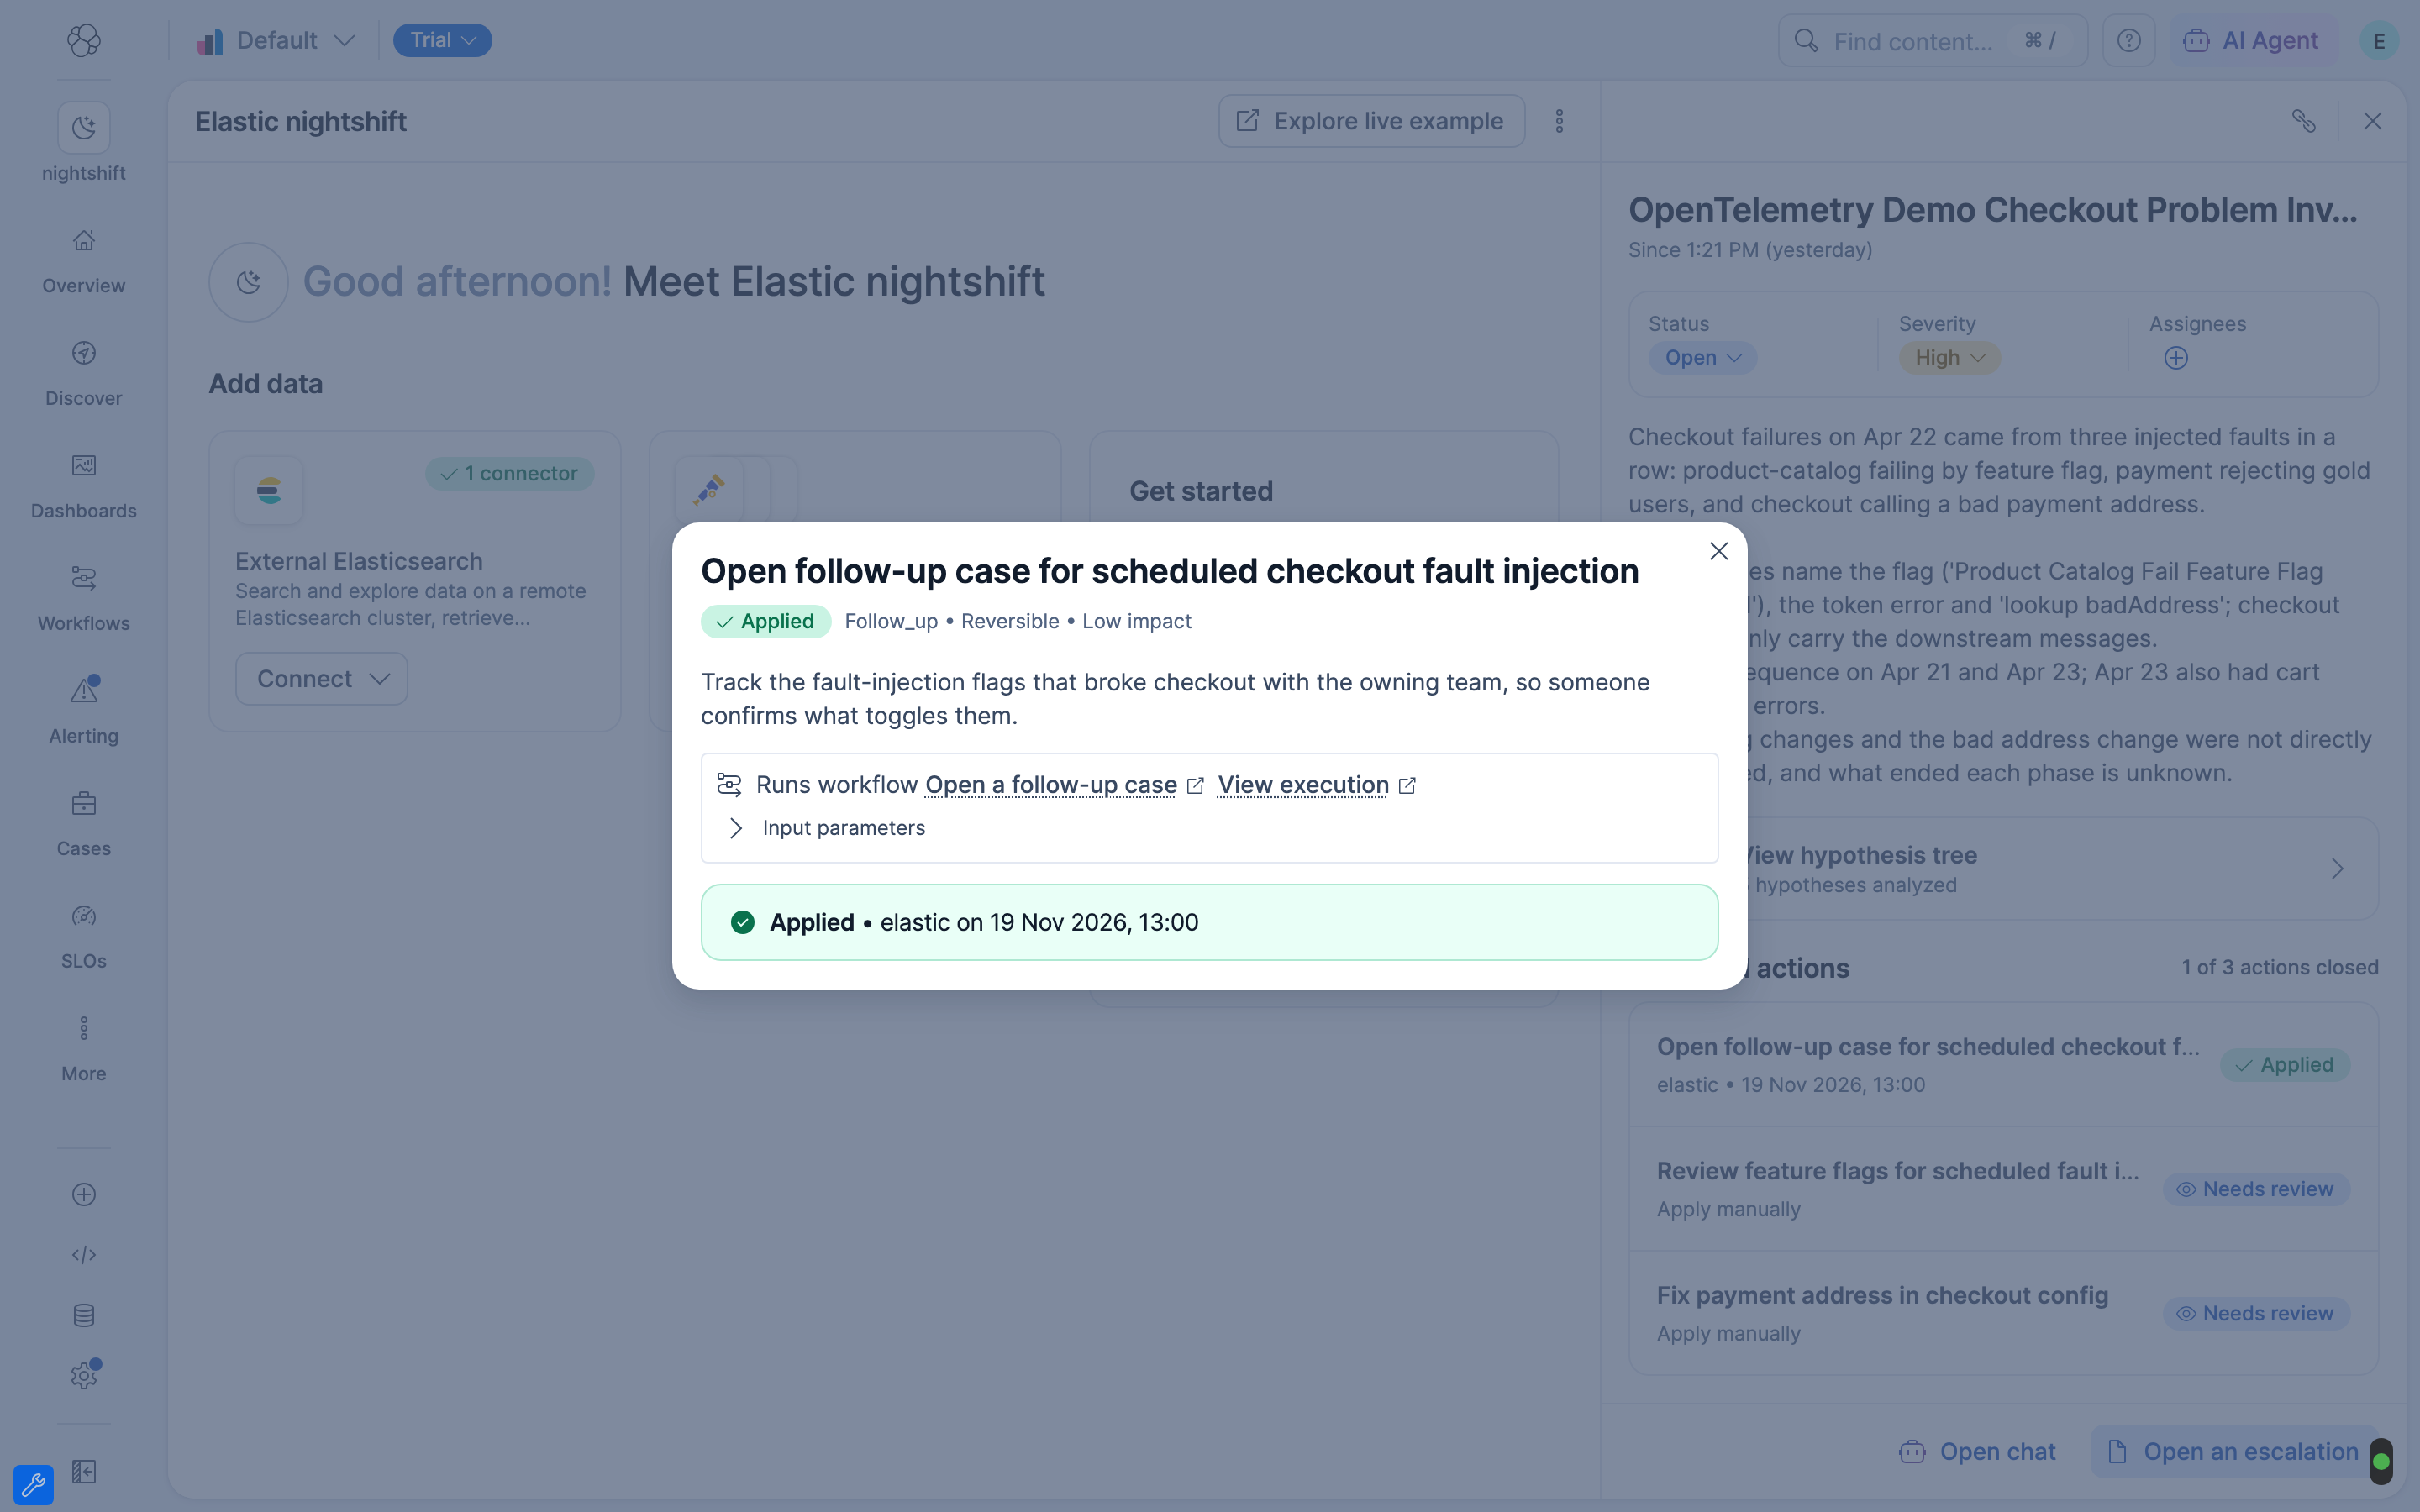 Default
Trial
Find content...
⌘ /
AI Agent
E
nightshift
Overview
Discover
Dashboards
Workflows
Alerting
Cases
SLOs
More
Elastic nightshift
Explore live example
Good afternoon! Meet Elastic nightshift
Add data
1 connector
External Elasticsearch
Search and explore data on a remote
Elasticsearch cluster, retrieve...
Connect
Get started
Open follow-up case for scheduled checkout fault injection
Applied
Follow_up • Reversible • Low impact
Track the fault-injection flags that broke checkout with the owning team, so someone
confirms what toggles them.
Runs workflow Open a follow-up case View execution
Input parameters
Applied • elastic on 19 Nov 2026, 13:00
OpenTelemetry Demo Checkout Problem Inv...
Since 1:21 PM (yesterday)
Status
Open
Severity
High
Assignees
Checkout failures on Apr 22 came from three injected faults in a
row: product-catalog failing by feature flag, payment rejecting gold
users, and checkout calling a bad payment address.
name the flag ('Product Catalog Fail Feature Flag
the token error and 'lookup badAddress'; checkout
carry the downstream messages.
on Apr 21 and Apr 23; Apr 23 also had cart
errors.
changes and the bad address change were not directly
and what ended each phase is unknown.
View hypothesis tree
hypotheses analyzed
actions
1 of 3 actions closed
Open follow-up case for scheduled checkout f...
elastic • 19 Nov 2026, 13:00
Applied
Review feature flags for scheduled fault i...
Apply manually
Needs review
Fix payment address in checkout config
Apply manually
Needs review
Open chat
Open an escalation